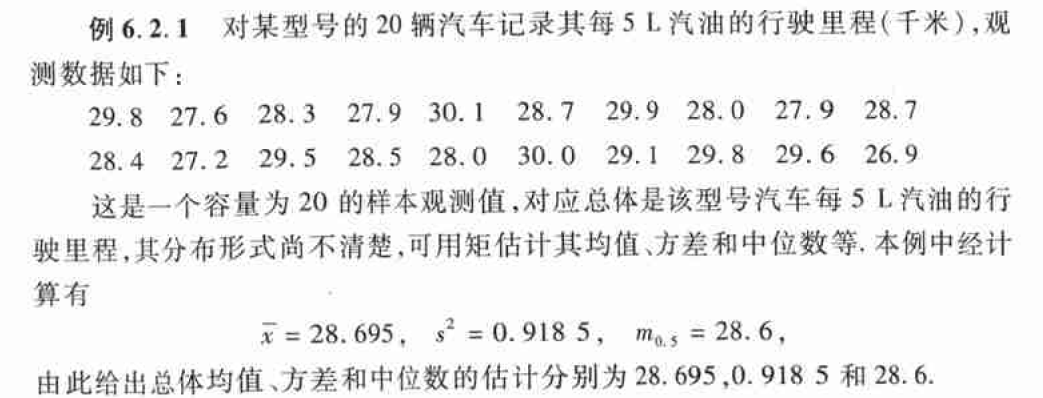 例 6.2.1 对某型号的 20 辆汽车记录其每 5 L 汽油的行驶里程(千米),观
测数据如下:
29.8 27.6 28.3 27.9 30.1 28.7 29.9 28.0 27.9 28.7
28.4 27.2 29.5 28.5 28.0 30.0 29.1 29.8 29.6 26.9
这是一个容量为 20 的样本观测值,对应总体是该型号汽车每 5 L 汽油的行
驶里程,其分布形式尚不清楚,可用矩估计其均值、方差和中位数等. 本例中经计
算有
x̄ = 28.695, s² = 0.918 5, m₀.₅ = 28.6,
由此给出总体均值、方差和中位数的估计分别为 28.695,0.918 5 和 28.6.